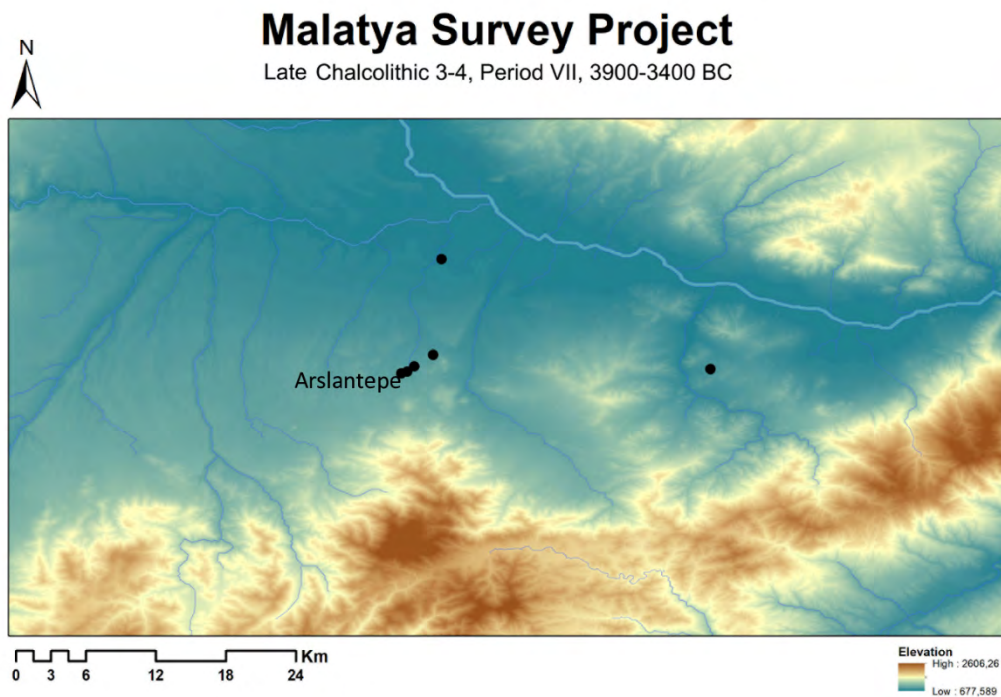 Malatya Survey Project
Late Chalcolithic 3-4, Period VII, 3900-3400 BC
N
Arslantepe
Km
0 3 6 12 18 24
Elevation
High : 2606,26
Low : 677,589